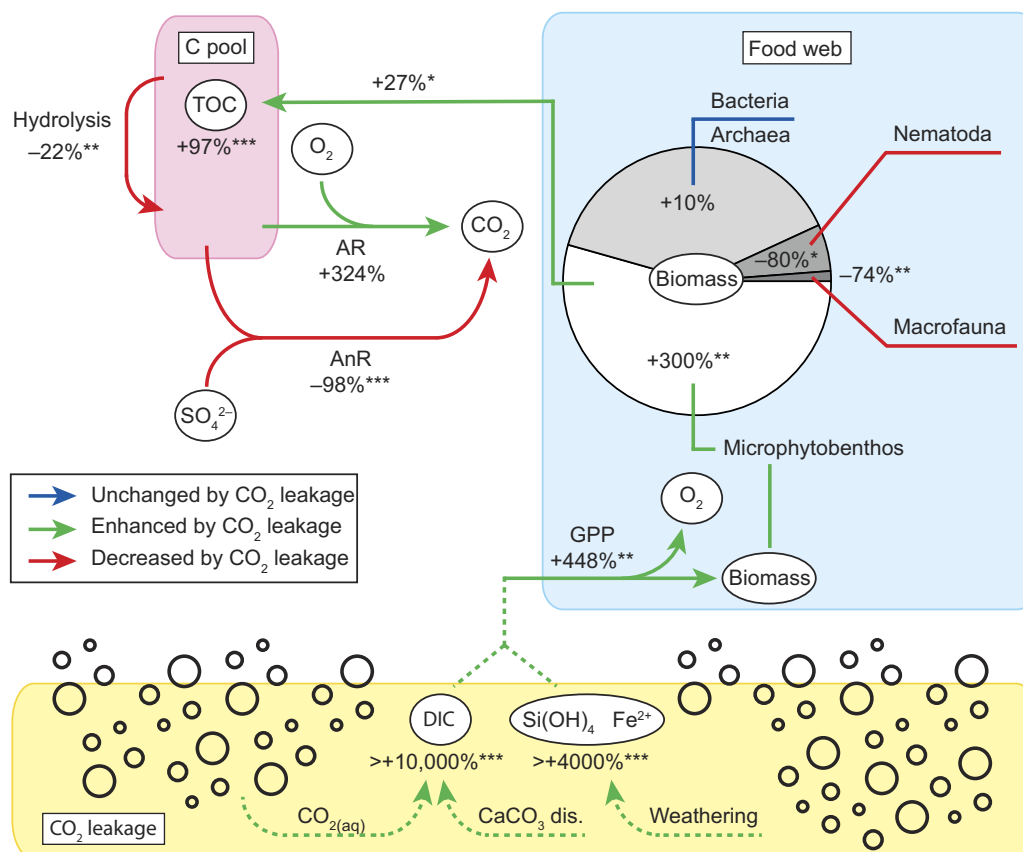 C pool
Food web
+27%*
TOC
+97%***
Hydrolysis
–22%**
O₂
CO₂
AR
+324%
AnR
–98%***
SO₄²⁻
Bacteria
Archaea
Nematoda
+10%
–80%*
–74%**
Biomass
Macrofauna
+300%**
Microphytobenthos
Unchanged by CO₂ leakage
Enhanced by CO₂ leakage
Decreased by CO₂ leakage
O₂
GPP
+448%**
Biomass
DIC
Si(OH)₄ Fe²⁺
>+10,000%***
>+4000%***
CO₂(aq)
CaCO₃ dis.
Weathering
CO₂ leakage